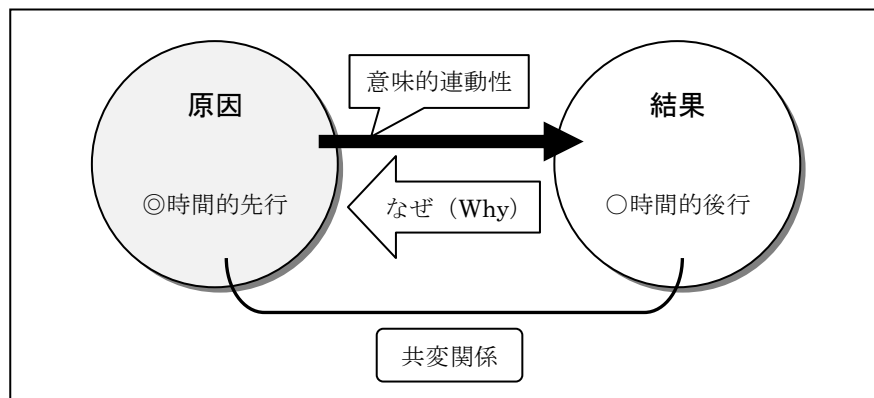 意味的連動性
原因
結果
◎時間的先行
なぜ（Why）
○時間的後行
共変関係